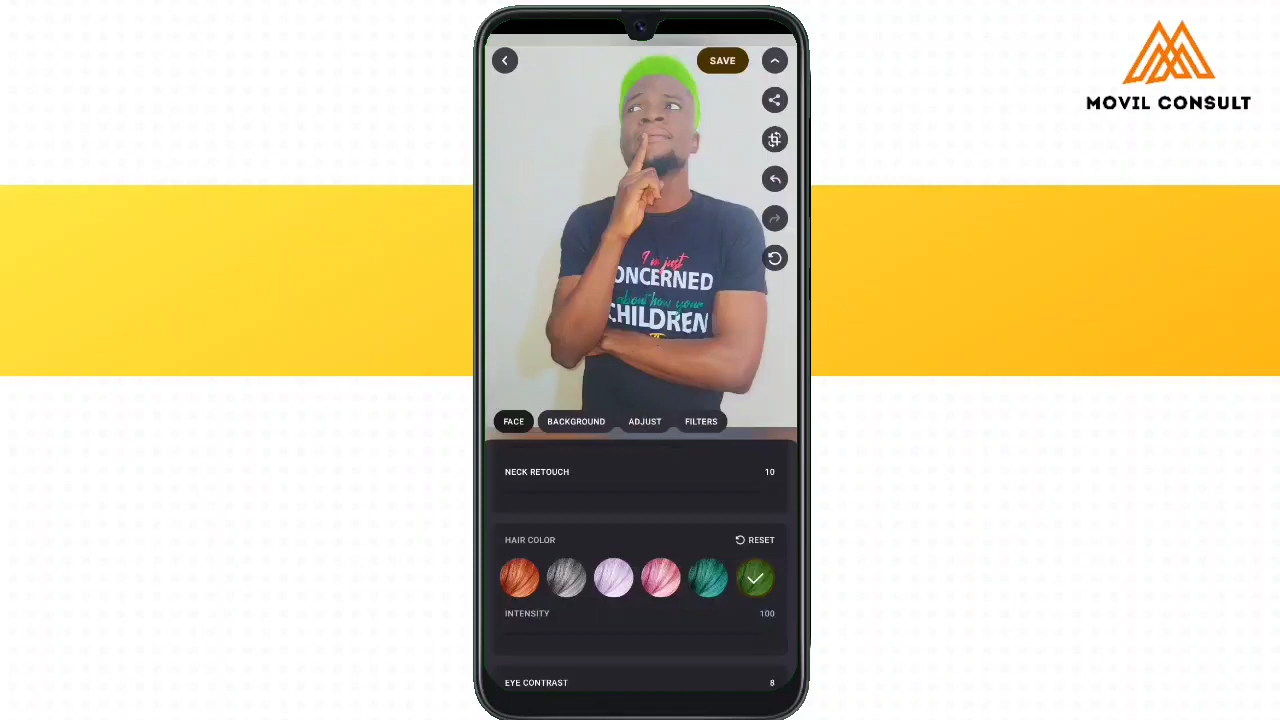 SAVE
MOVIL CONSULT
I'm just
CONCERNED
about how your
CHILDREN
FACE BACKGROUND ADJUST FILTERS
NECK RETOUCH 10
HAIR COLOR RESET
INTENSITY 100
EYE CONTRAST 8